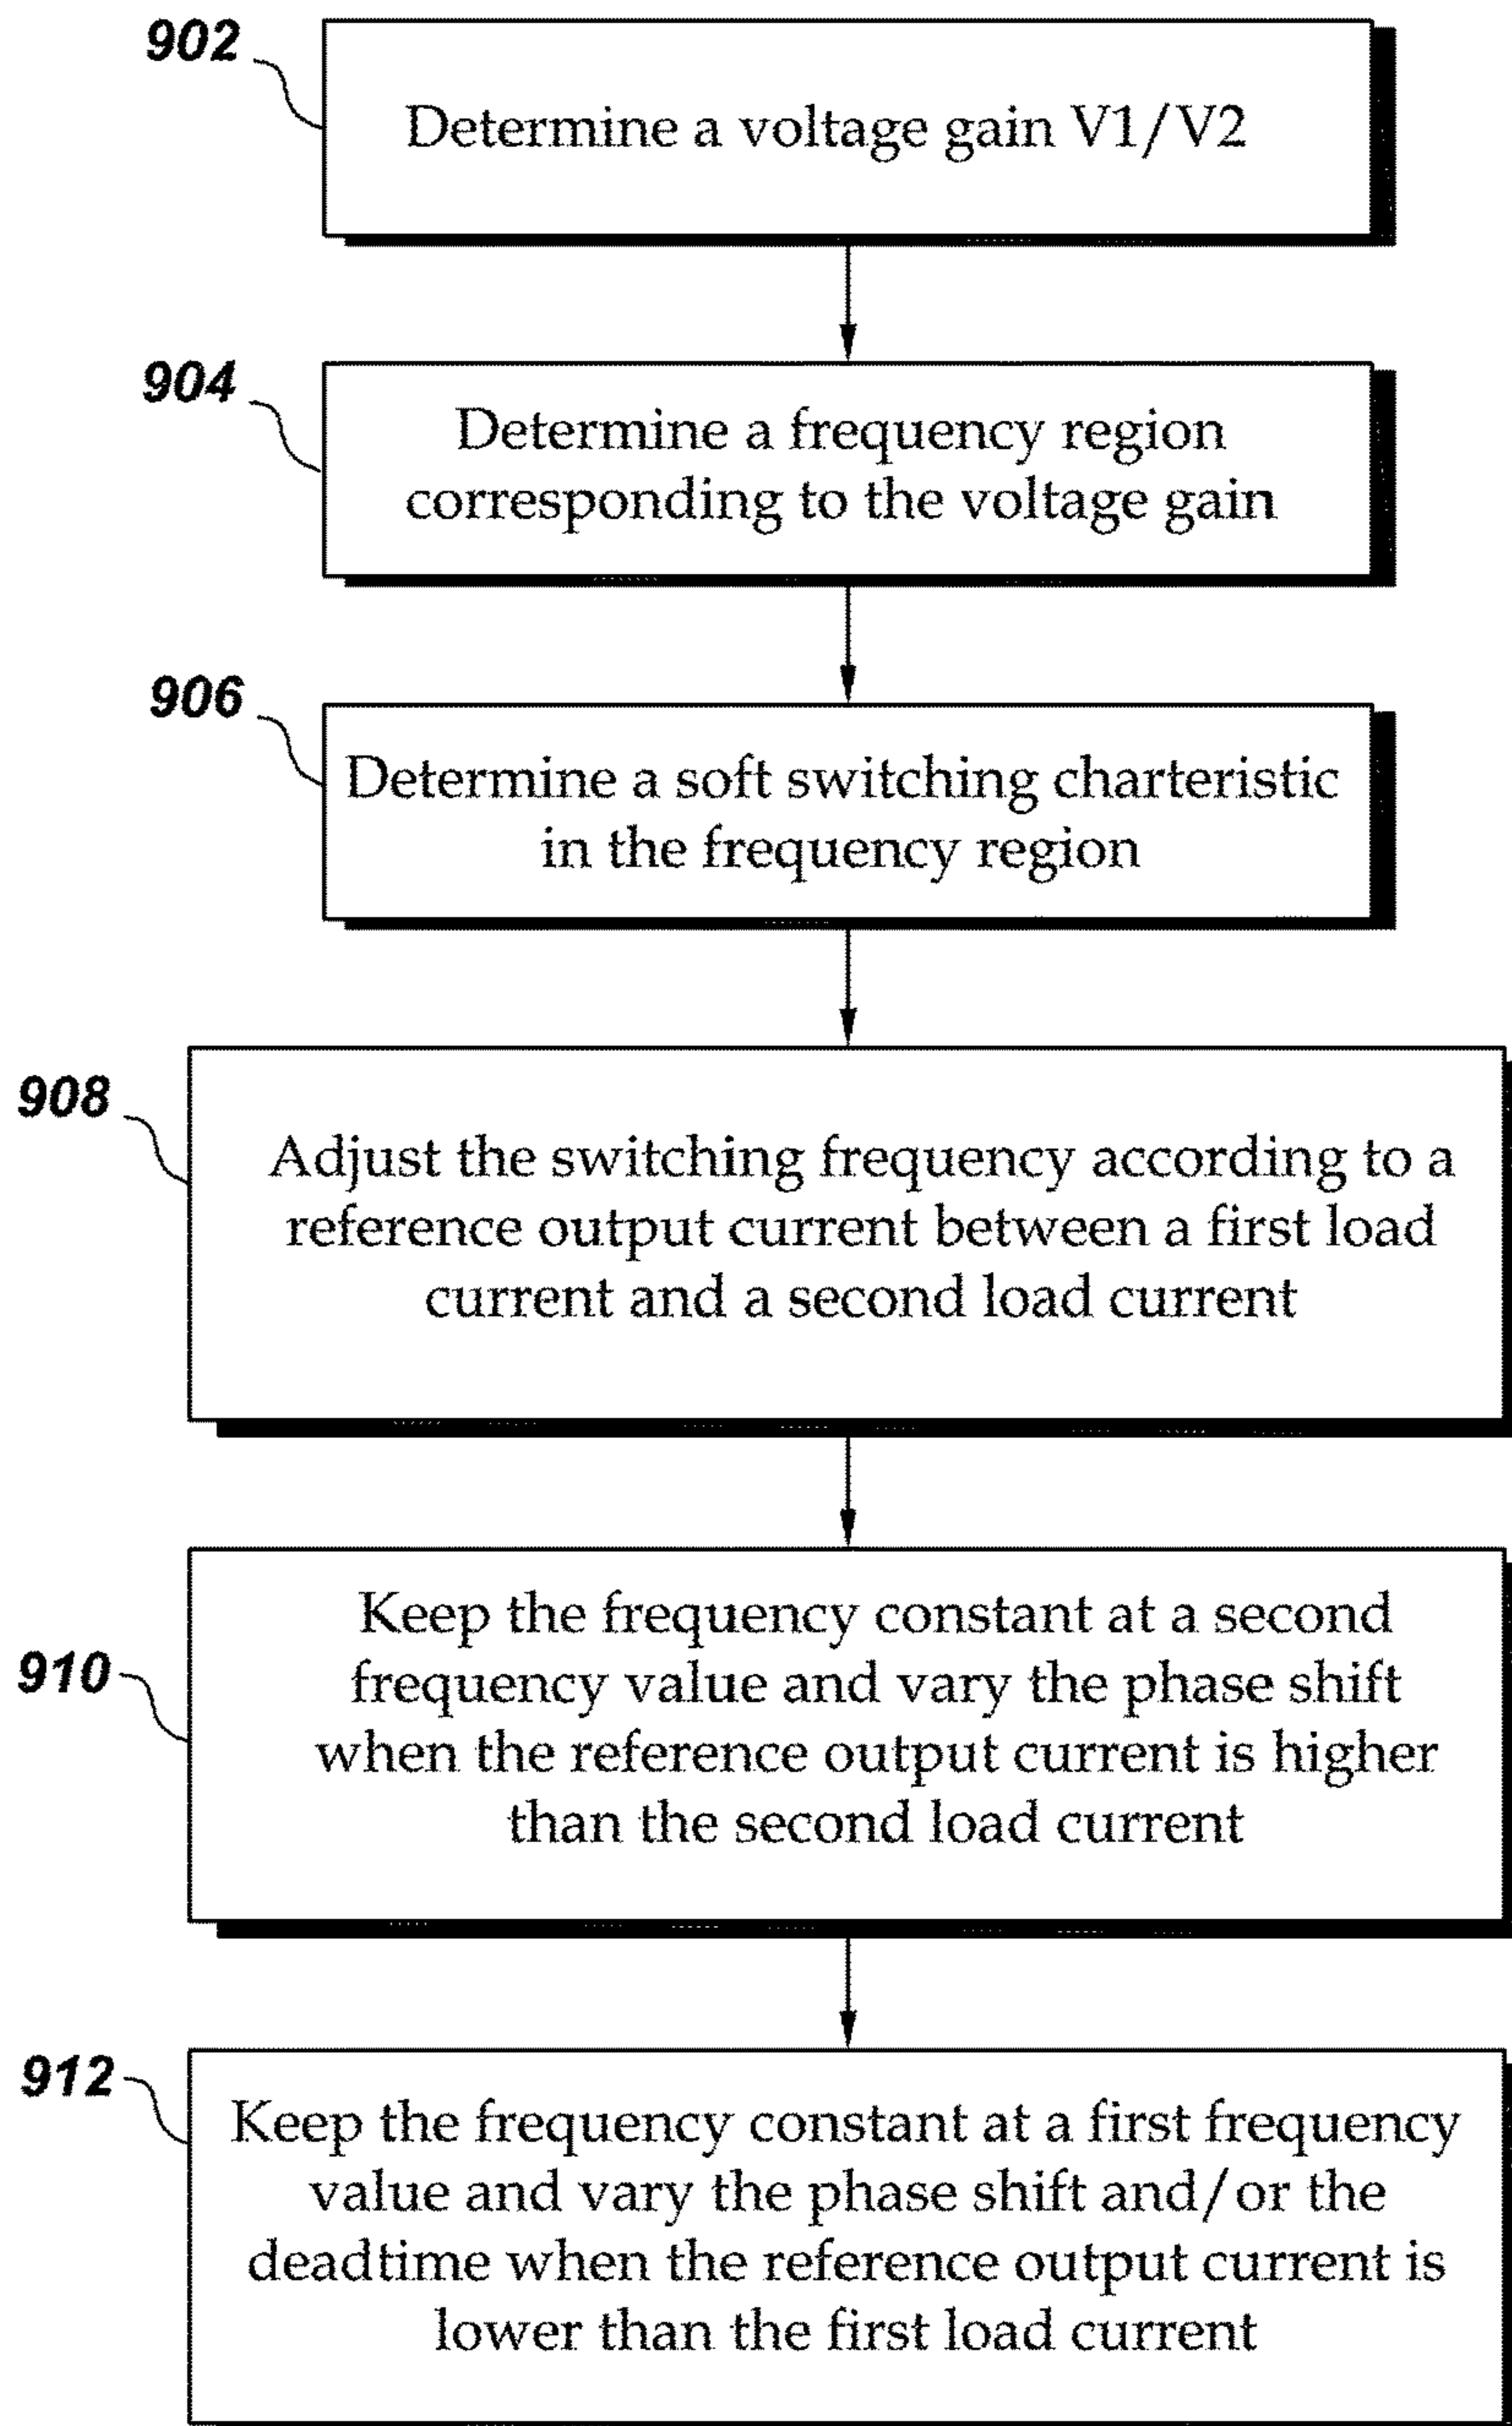 902
Determine a voltage gain V1/V2
904
Determine a frequency region
corresponding to the voltage gain
906
Determine a soft switching charteristic
in the frequency region
908
Adjust the switching frequency according to a
reference output current between a first load
current and a second load current
910
Keep the frequency constant at a second
frequency value and vary the phase shift
when the reference output current is higher
than the second load current
912
Keep the frequency constant at a first frequency
value and vary the phase shift and/or the
deadtime when the reference output current is
lower than the first load current